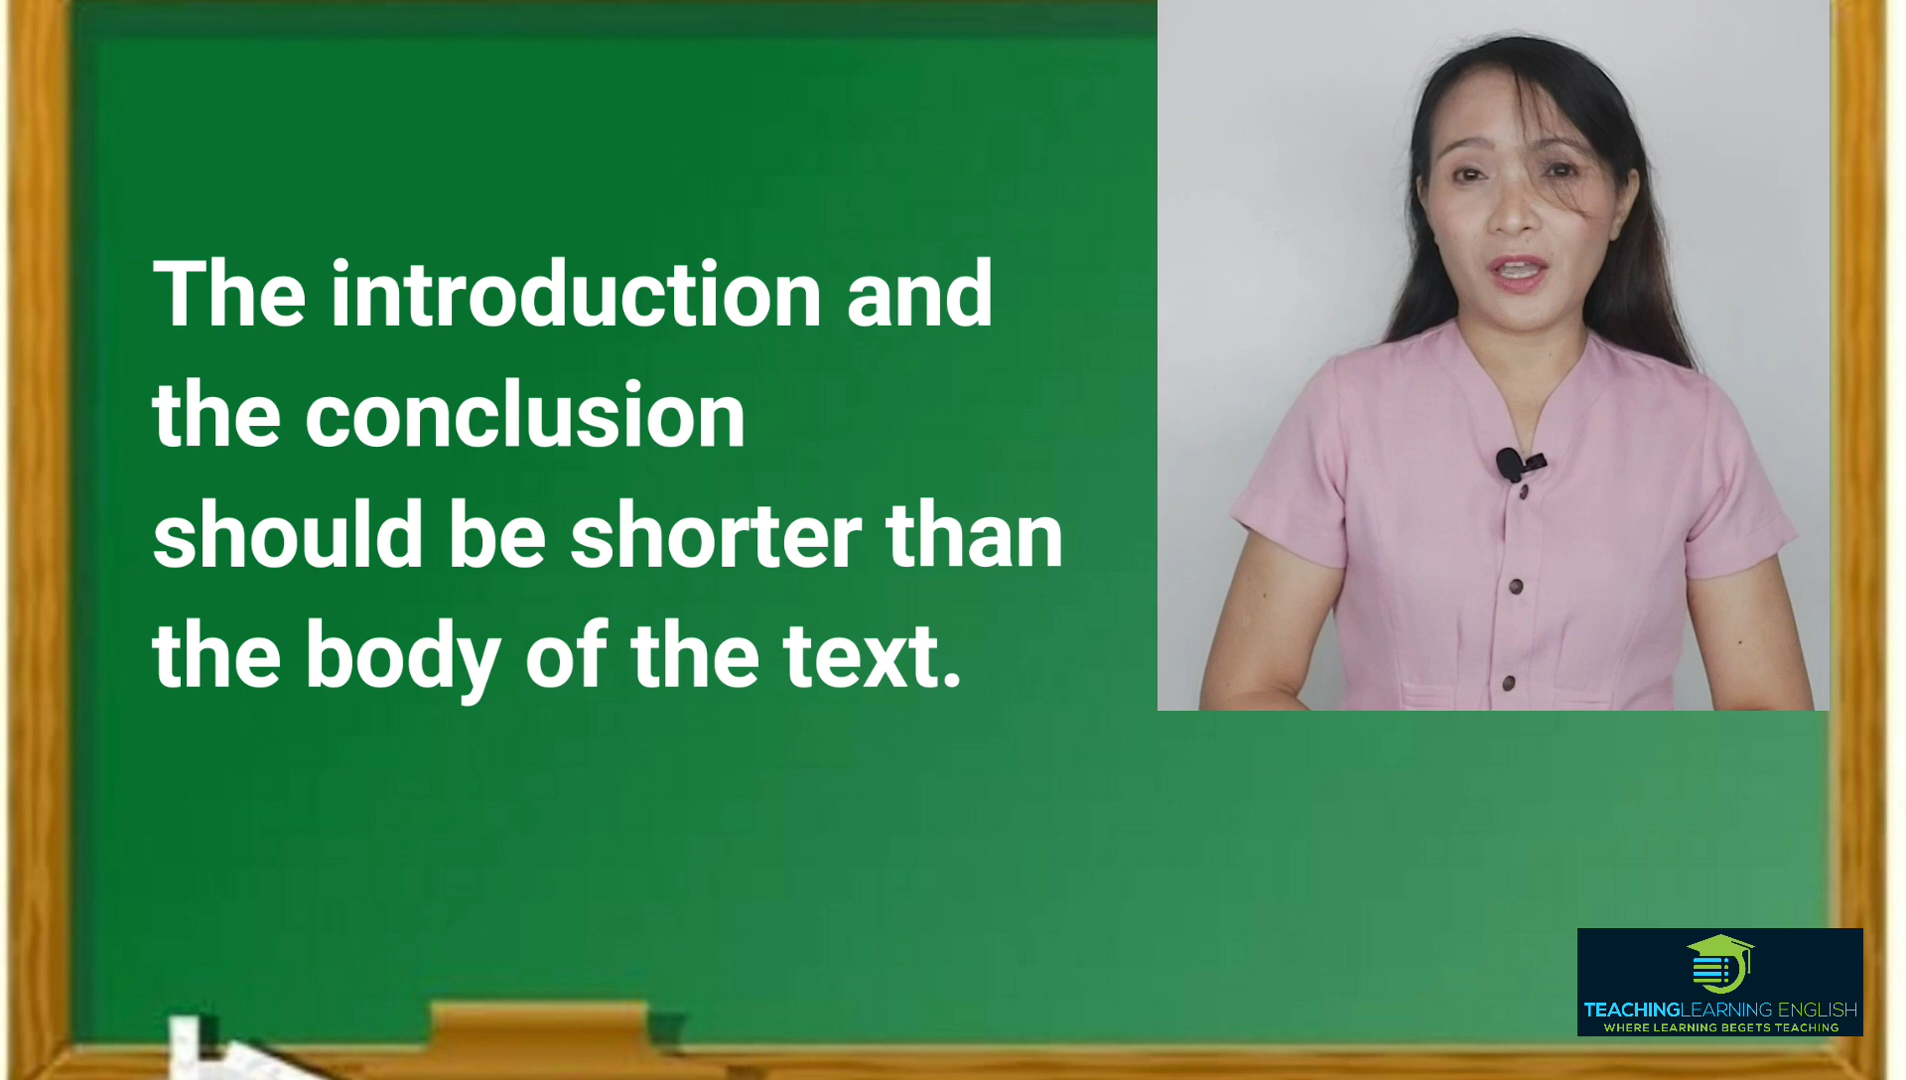 The introduction and
the conclusion
should be shorter than
the body of the text.
TEACHINGLEARNING ENGLISH
WHERE LEARNING BEGETS TEACHING